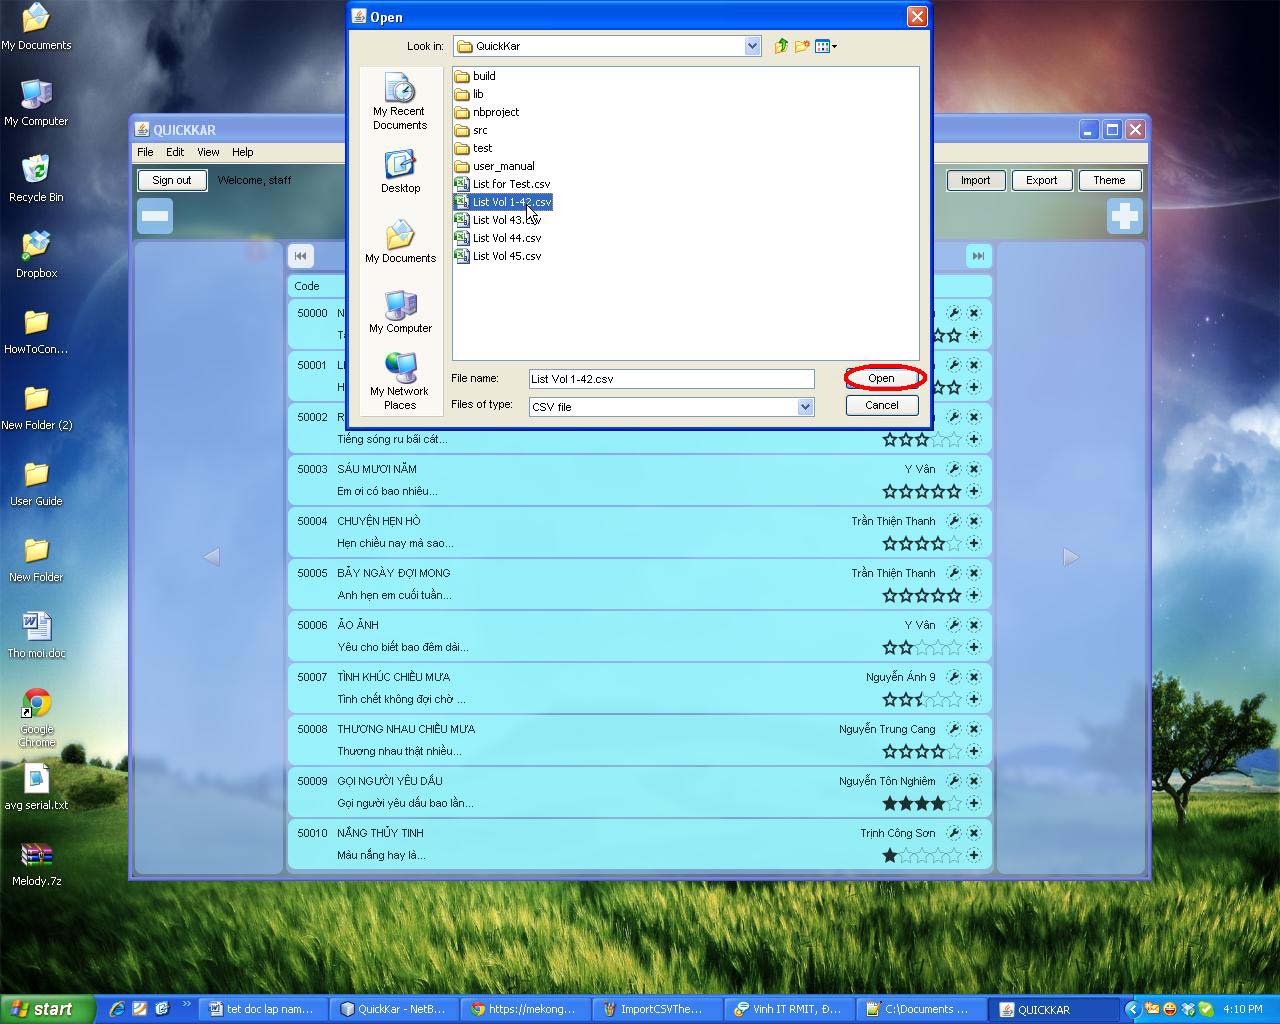 My Documents
My Computer
Recycle Bin
Dropbox
HowToCon...
New Folder (2)
User Guide
New Folder
Tho moi.doc
Google Chrome
avg serial.txt
Melody.7z
Open
Look in: QuickKar
My Recent Documents
Desktop
My Documents
My Computer
My Network Places
build
lib
nbproject
src
test
user_manual
List for Test.csv
List Vol 1-42.csv
List Vol 43.csv
List Vol 44.csv
List Vol 45.csv
File name: List Vol 1-42.csv Open
Files of type: CSV file Cancel
QUICKKAR
File Edit View Help
Sign out Welcome, staff Import Export Theme
Code
50000 N
50001
50002 R
Tiếng sóng ru bãi cát...
50003 SÁU MƯƠI NĂM Y Vân
Em ơi có bao nhiêu...
50004 CHUYỆN HẸN HÒ Trần Thiện Thanh
Hẹn chiều nay mà sao...
50005 BẢY NGÀY ĐỢI MONG Trần Thiện Thanh
Anh hẹn em cuối tuần...
50006 ẢO ẢNH Y Vân
Yêu cho biết bao đêm dài...
50007 TÌNH KHÚC CHIỀU MƯA Nguyễn Ánh 9
Tình chết không đợi chờ ...
50008 THƯƠNG NHAU CHIỀU MƯA Nguyễn Trung Cang
Thương nhau thật nhiều...
50009 GỌI NGƯỜI YÊU DẤU Nguyễn Tôn Nghiêm
Gọi người yêu dấu bao lần...
50010 NẮNG THỦY TINH Trịnh Công Sơn
Màu nắng hay là...
start
tet doc lap nam...
QuickKar - NetB...
https://mekong...
ImportCSVThe...
Vinh IT RMIT, Đ...
C:\Documents ...
QUICKKAR
4:10 PM